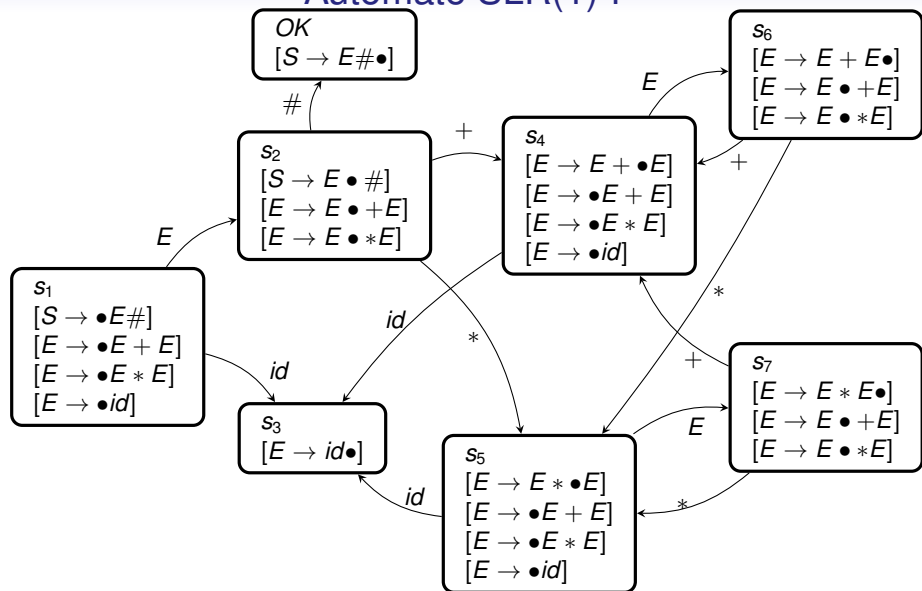 Automate SLR(1) ?
OK
[S → E#●]
#
s₂
[S → E ● #]
[E → E ● +E]
[E → E ● ∗E]
+
s₄
[E → E + ●E]
[E → ●E + E]
[E → ●E ∗ E]
[E → ●id]
E
s₆
[E → E + E●]
[E → E ● +E]
[E → E ● ∗E]
+
E
s₁
[S → ●E#]
[E → ●E + E]
[E → ●E ∗ E]
[E → ●id]
id
id
∗
∗
s₃
[E → id●]
id
s₅
[E → E ∗ ●E]
[E → ●E + E]
[E → ●E ∗ E]
[E → ●id]
E
+
s₇
[E → E ∗ E●]
[E → E ● +E]
[E → E ● ∗E]
∗